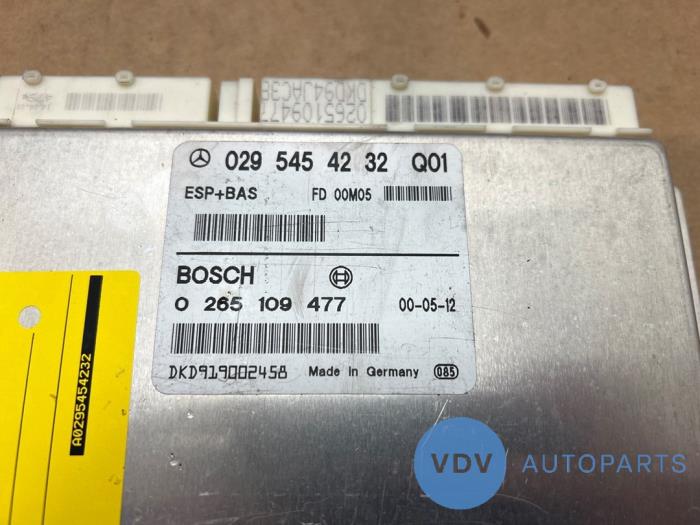 0265109477
DKD94JAC3B
029 545 42 32 Q01
ESP+BAS FD 00M05
BOSCH
0 265 109 477 00-05-12
DKD919002458 Made In Germany 085
A0295454232
VDV AUTOPARTS